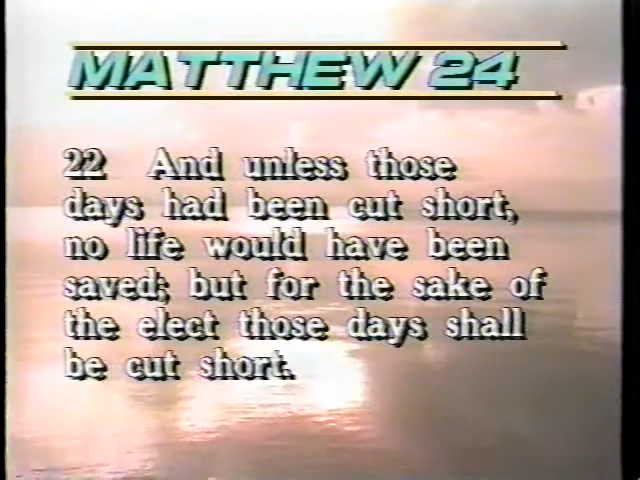 MATTHEW 24
22 And unless those
days had been cut short,
no life would have been
saved; but for the sake of
the elect those days shall
be cut short.